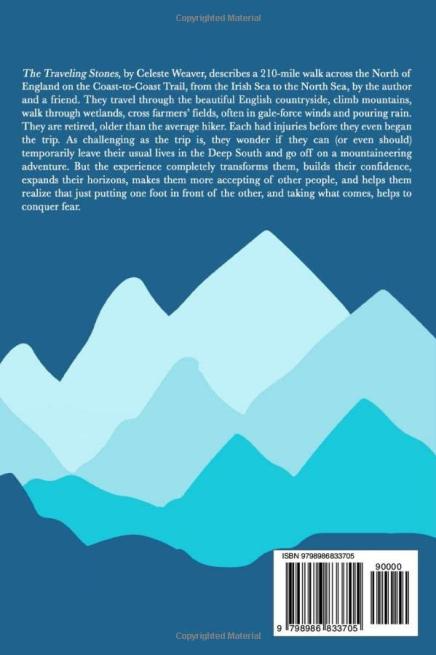 Copyrighted Material
The Traveling Stones, by Celeste Weaver, describes a 210-mile walk across the North of
England on the Coast-to-Coast Trail, from the Irish Sea to the North Sea, by the author
and a friend. They travel through the beautiful English countryside, climb mountains,
walk through wetlands, cross farmers' fields, often in gale-force winds and pouring rain.
They are retired, older than the average hiker. Each had injuries before they even began
the trip. As challenging as the trip is, they wonder if they can (or even should)
temporarily leave their usual lives in the Deep South and go off on a mountaineering
adventure. But the experience completely transforms them, builds their confidence,
expands their horizons, makes them more accepting of other people, and helps them
realize that just putting one foot in front of the other, and taking what comes, helps to
conquer fear.
ISBN 9798986833705
90000
9 798986 833705
Copyrighted Material